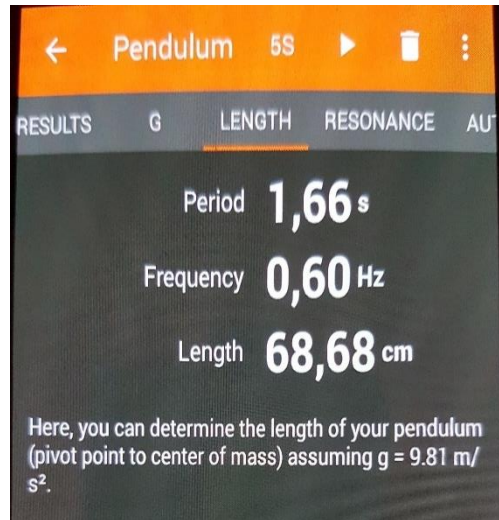 Pendulum 5S
RESULTS G LENGTH RESONANCE AU
Period 1,66 s
Frequency 0,60 Hz
Length 68,68 cm
Here, you can determine the length of your pendulum
(pivot point to center of mass) assuming g = 9.81 m/
s².